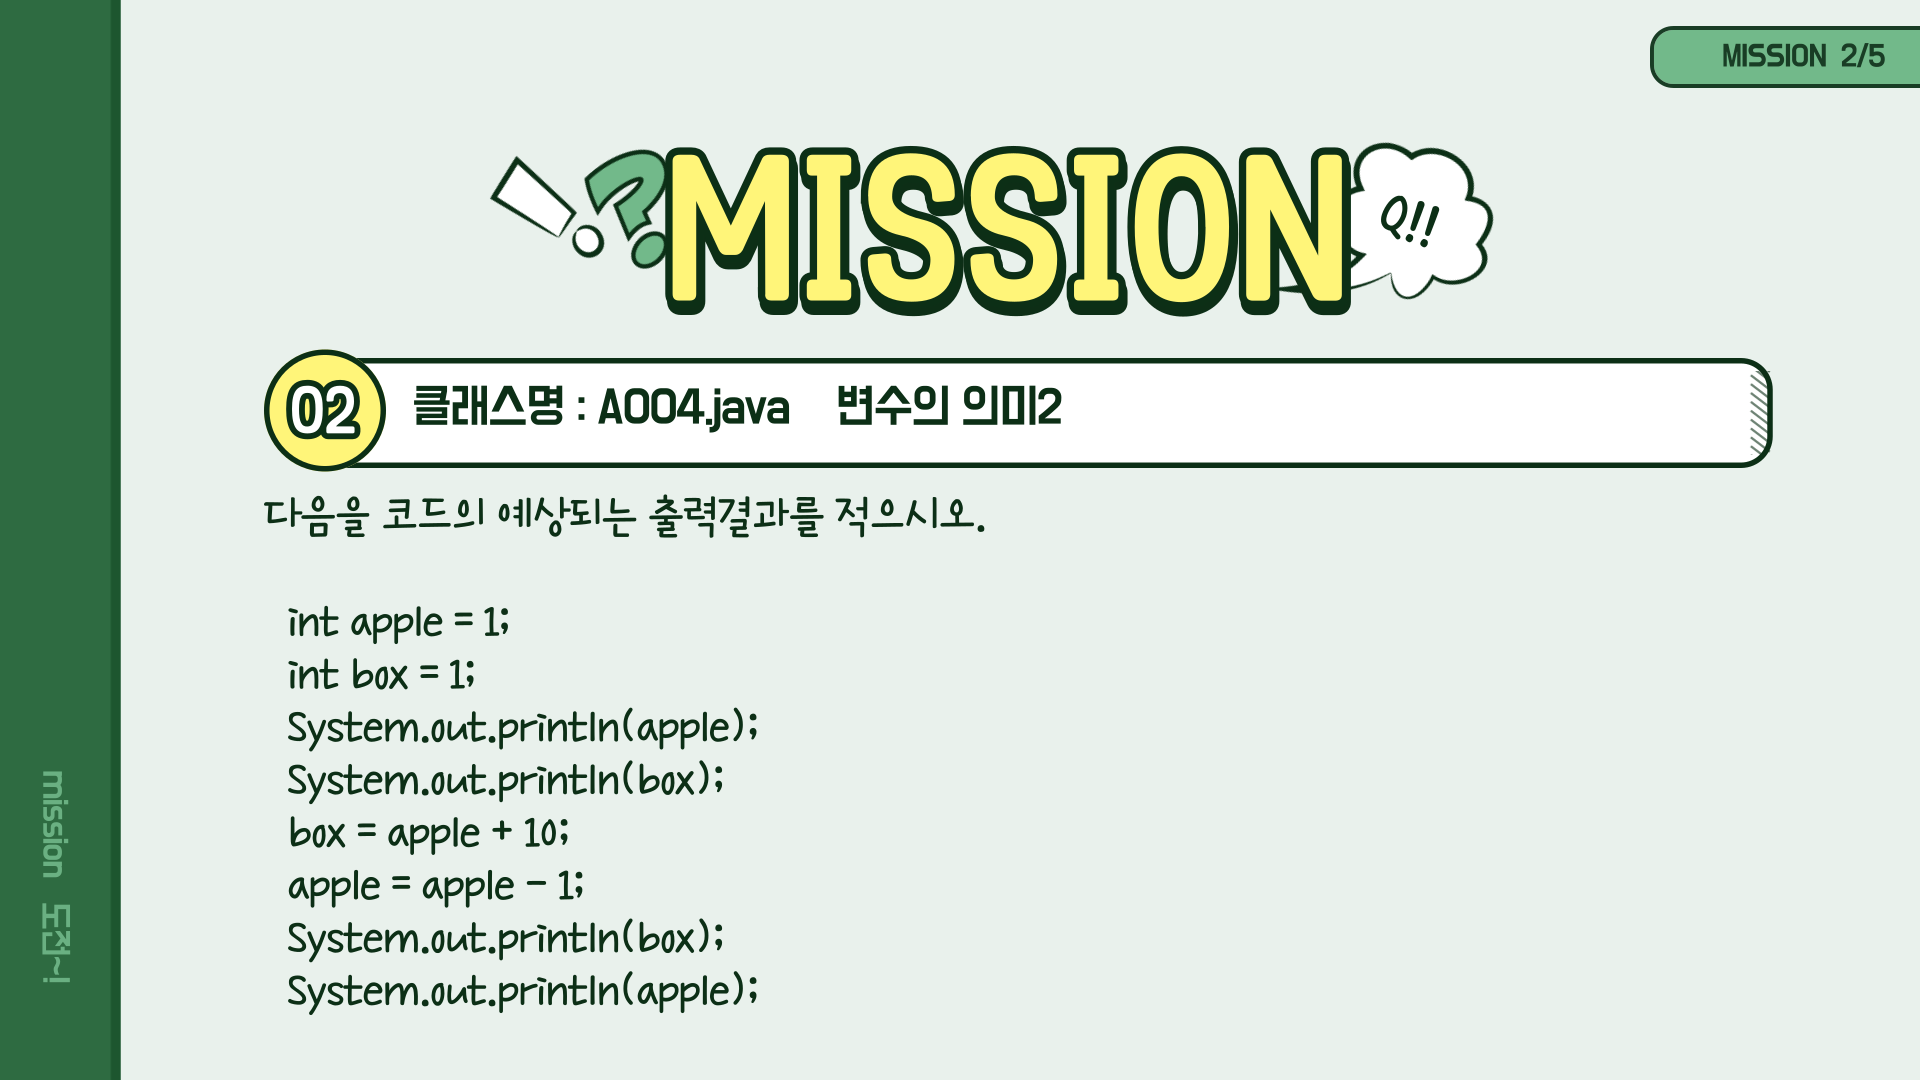 MISSION 2/5
!? MISSION Q!!
02 클래스명 : A004.java 변수의 의미2
다음을 코드의 예상되는 출력결과를 적으시오.
int apple = 1;
int box = 1;
System.out.println(apple);
System.out.println(box);
box = apple + 10;
apple = apple - 1;
System.out.println(box);
System.out.println(apple);
mission 도전~!